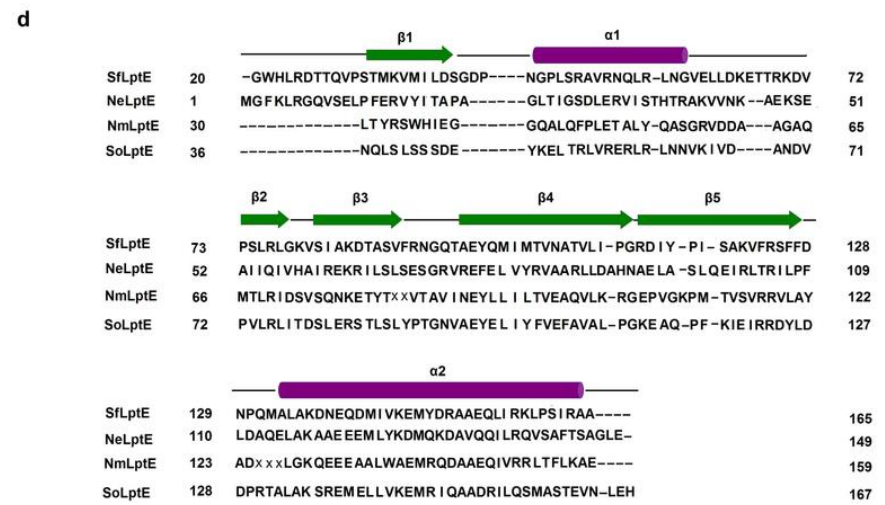 d
β1 α1
SfLptE 20 -GWHLRDTTQVPSTMKVMILDSGDP----NGPLSRAVRNQLR-LNGVELLDKETTRKDV 72
NeLptE 1 MGFKLRGQVSELPFERVYITAPA------GLTIGSDLERVISTHTRAKVVNK--AEKSE 51
NmLptE 30 ------------LTYRSWHIEG-------GQALQFPLETALY-QASGRVDDA---AGAQ 65
SoLptE 36 ------------NQLSLSSSDE-------YKELTRLVRERLR-LNNVKIVD----ANDV 71
β2 β3 β4 β5
SfLptE 73 PSLRLGKVSIAKDTASVFRNGQTAEYQMIMTVNATVLI-PGRDIY-PI-SAKVFRSFFD 128
NeLptE 52 AIIQIVHAIREKRILSLSESGRVREFELVYRVAARLLDAHNAELA-SLQEIRLTRILPF 109
NmLptE 66 MTLRIDSVSQNKETYTxxVTAVINEYLLILTVEAQVLK-RGEPVGKPM-TVSVRRVLAY 122
SoLptE 72 PVLRLITDSLERSTLSLYPTGNVAEYELIYFVEFAVAL-PGKEAQ-PF-KIEIRRDYLD 127
α2
SfLptE 129 NPQMALAKDNEQDMIVKEMYDRAAEQLIRKLPSIRAA---- 165
NeLptE 110 LDAQELAKAAEEEMLYKDMQKDAVQQILRQVSAFTSAGLE- 149
NmLptE 123 ADxxxLGKQEEEAALWAEMRQDAAEQIVRRLTFLKAE---- 159
SoLptE 128 DPRTALAKSREMELLVKEMRIQAADRILQSMASTEVN-LEH 167